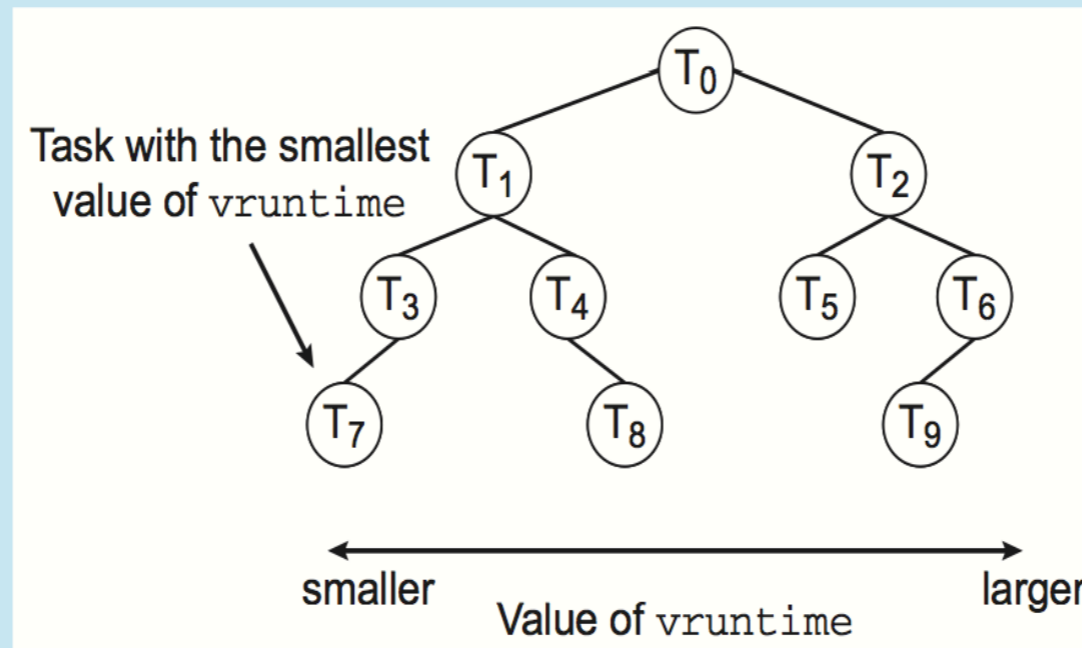 T0
Task with the smallest
value of vruntime
T1
T2
T3
T4
T5
T6
T7
T8
T9
smaller
larger
Value of vruntime